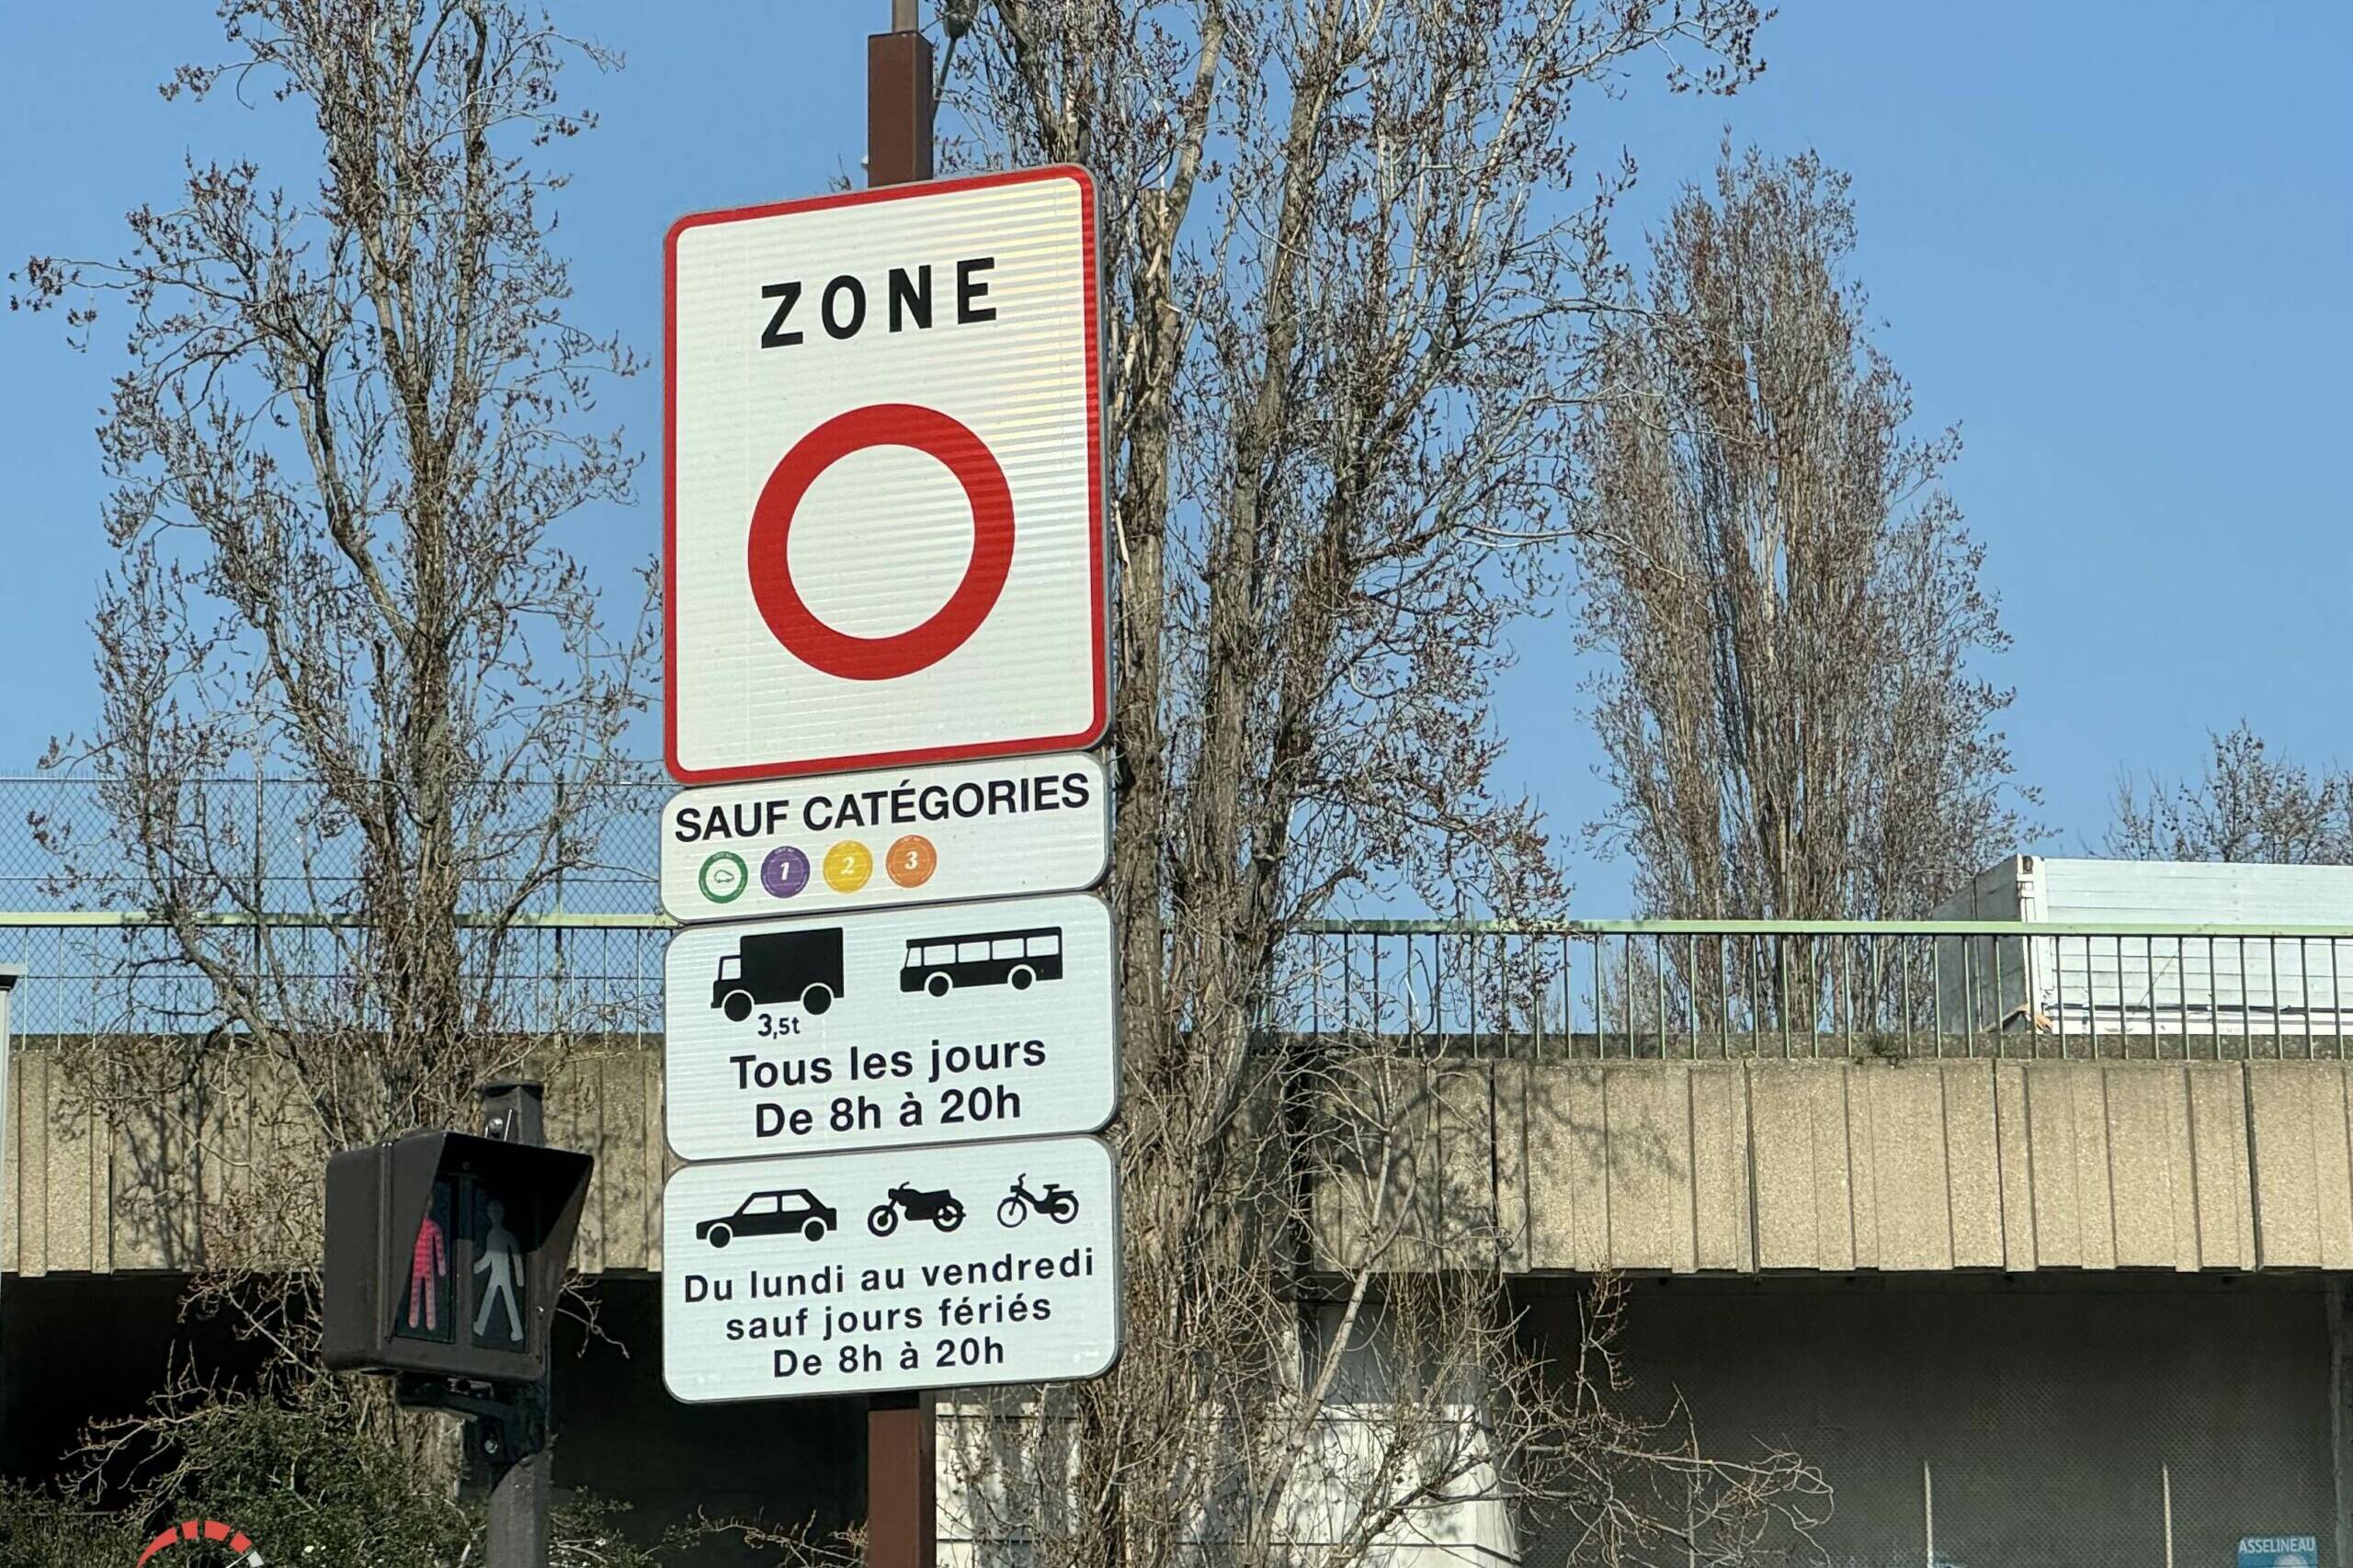 ZONE
SAUF CATÉGORIES
1 2 3
3,5t
Tous les jours
De 8h à 20h
Du lundi au vendredi
sauf jours fériés
De 8h à 20h
ASSELINEAU